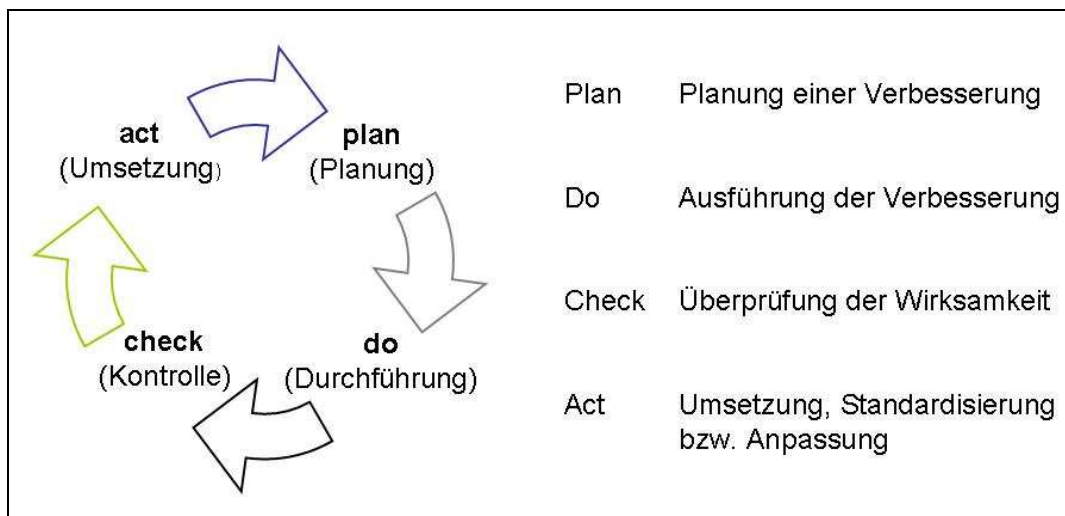 act
(Umsetzung)
plan
(Planung)
check
(Kontrolle)
do
(Durchführung)
Plan Planung einer Verbesserung
Do Ausführung der Verbesserung
Check Überprüfung der Wirksamkeit
Act Umsetzung, Standardisierung
bzw. Anpassung